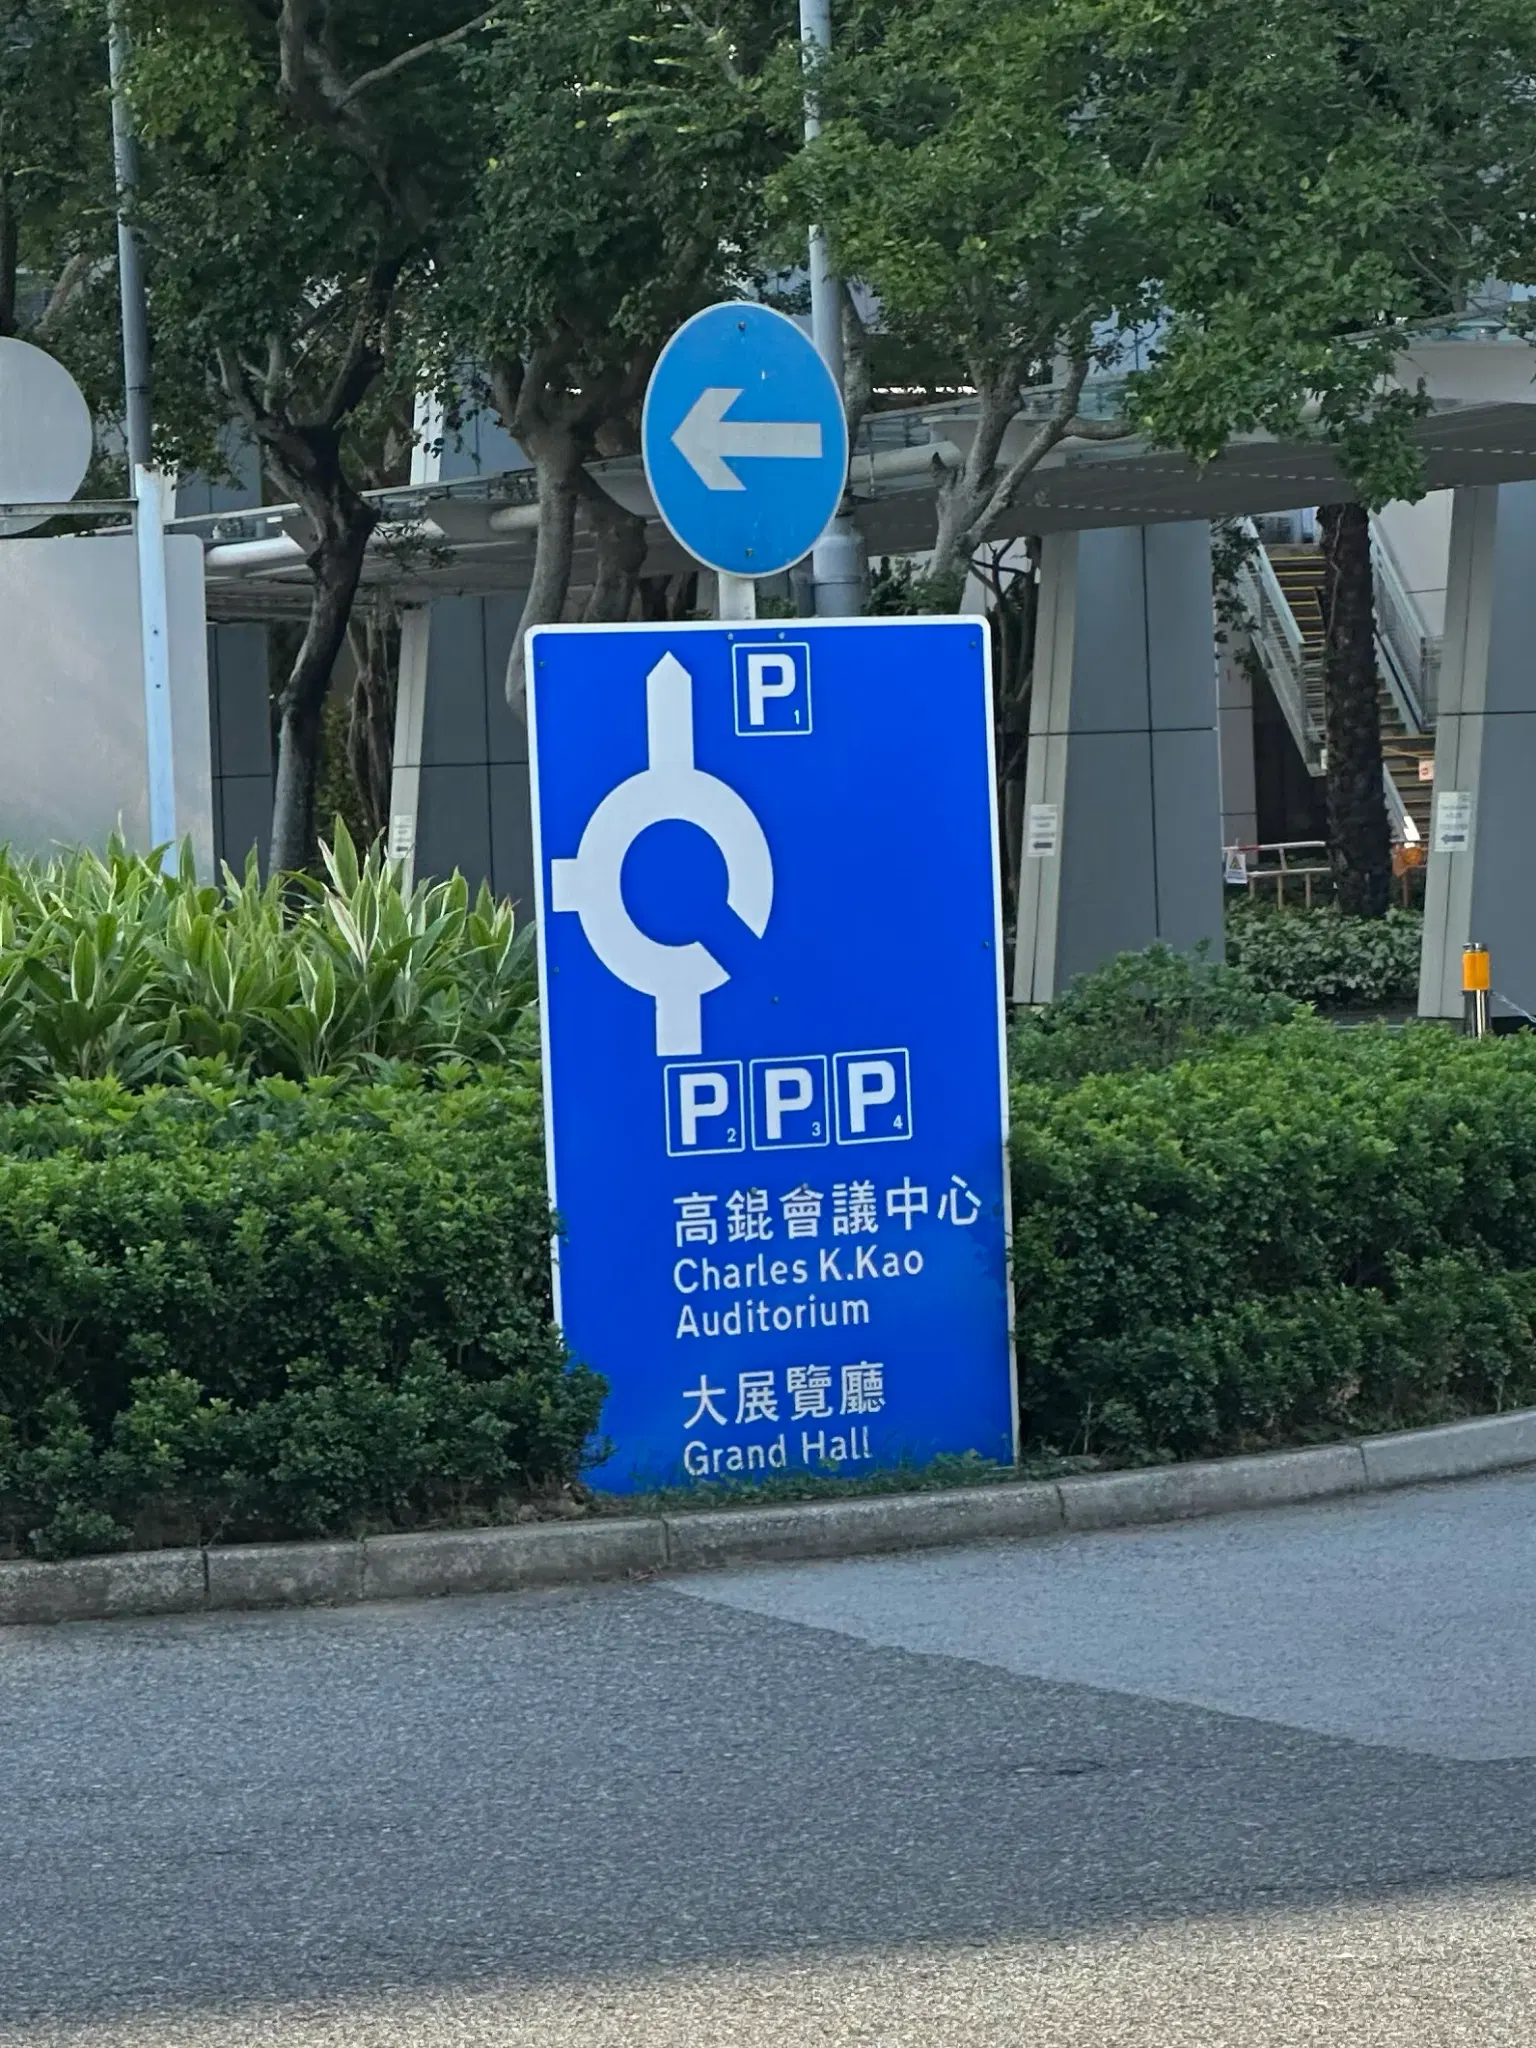 P1
P2 P3 P4
高錕會議中心
Charles K.Kao
Auditorium
大展覽廳
Grand Hall